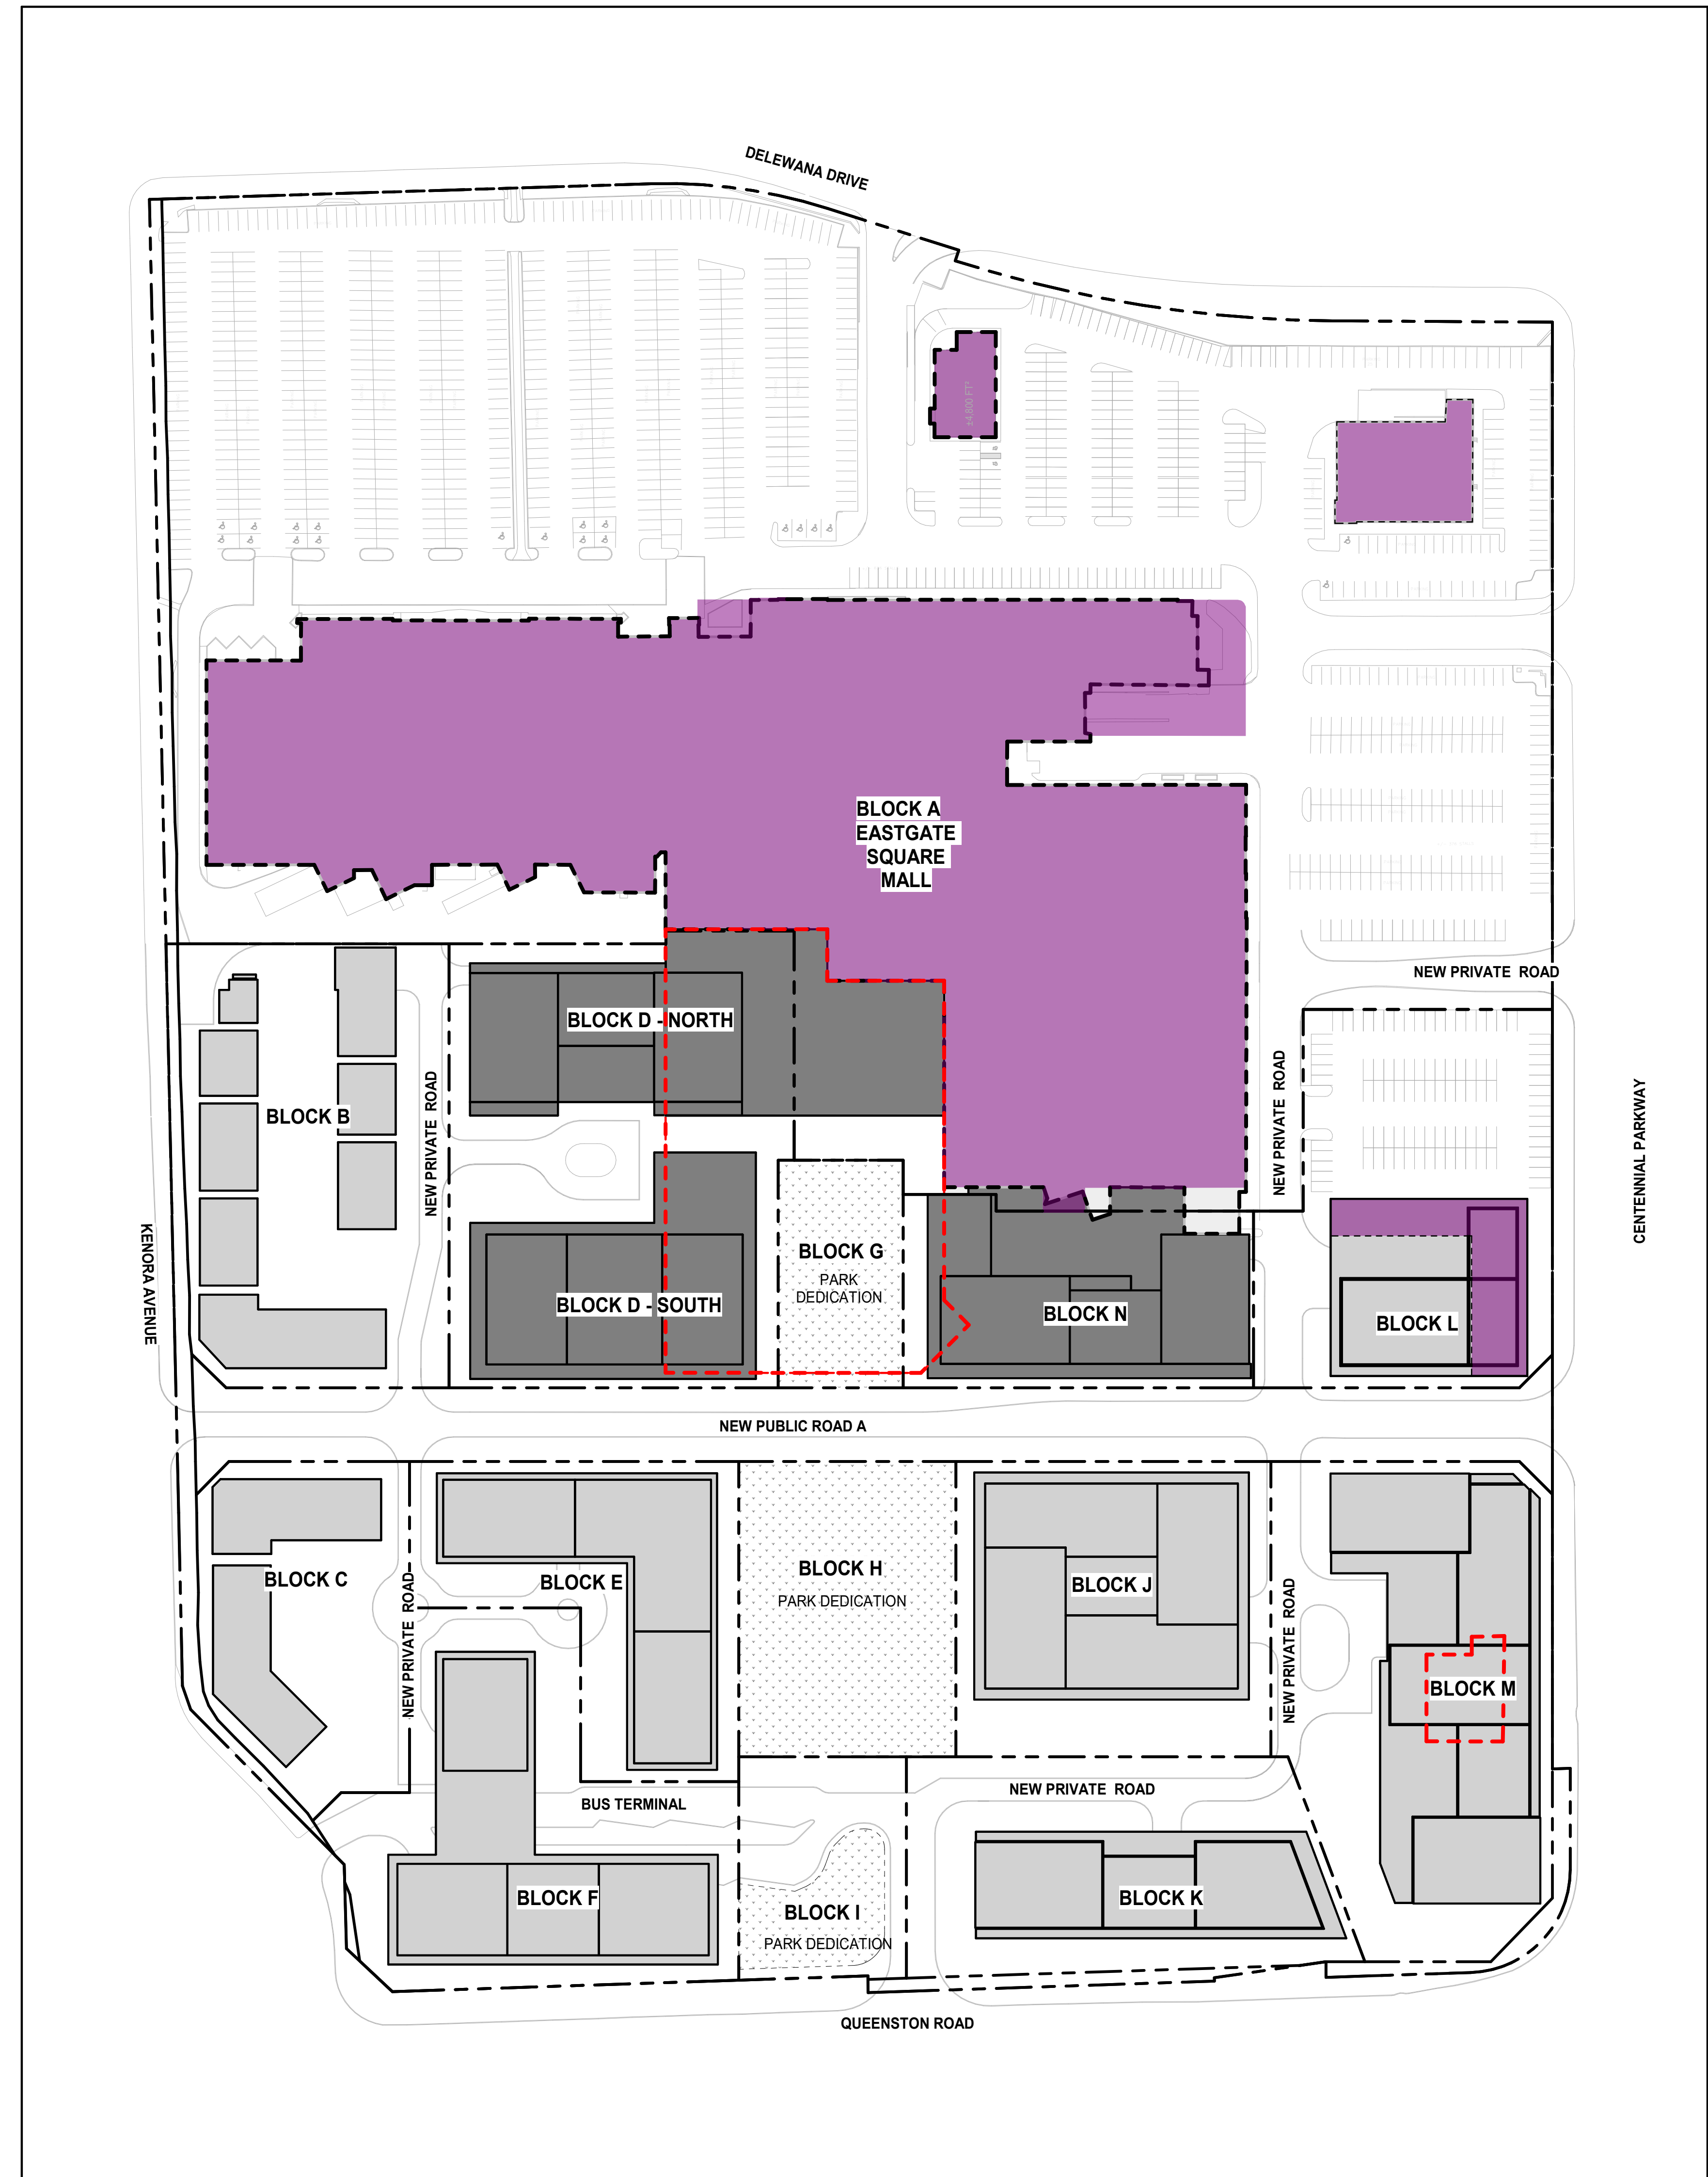 DELEWANA DRIVE
±4,800 FT²
BLOCK A
EASTGATE
SQUARE
MALL
NEW PRIVATE ROAD
BLOCK D - NORTH
BLOCK B
NEW PRIVATE ROAD
NEW PRIVATE ROAD
CENTENNIAL PARKWAY
KENORA AVENUE
BLOCK G
PARK
DEDICATION
BLOCK D - SOUTH
BLOCK N
BLOCK L
NEW PUBLIC ROAD A
BLOCK C
NEW PRIVATE ROAD
BLOCK E
BLOCK H
PARK DEDICATION
BLOCK J
NEW PRIVATE ROAD
BLOCK M
BUS TERMINAL
NEW PRIVATE ROAD
BLOCK F
BLOCK I
PARK DEDICATION
BLOCK K
QUEENSTON ROAD